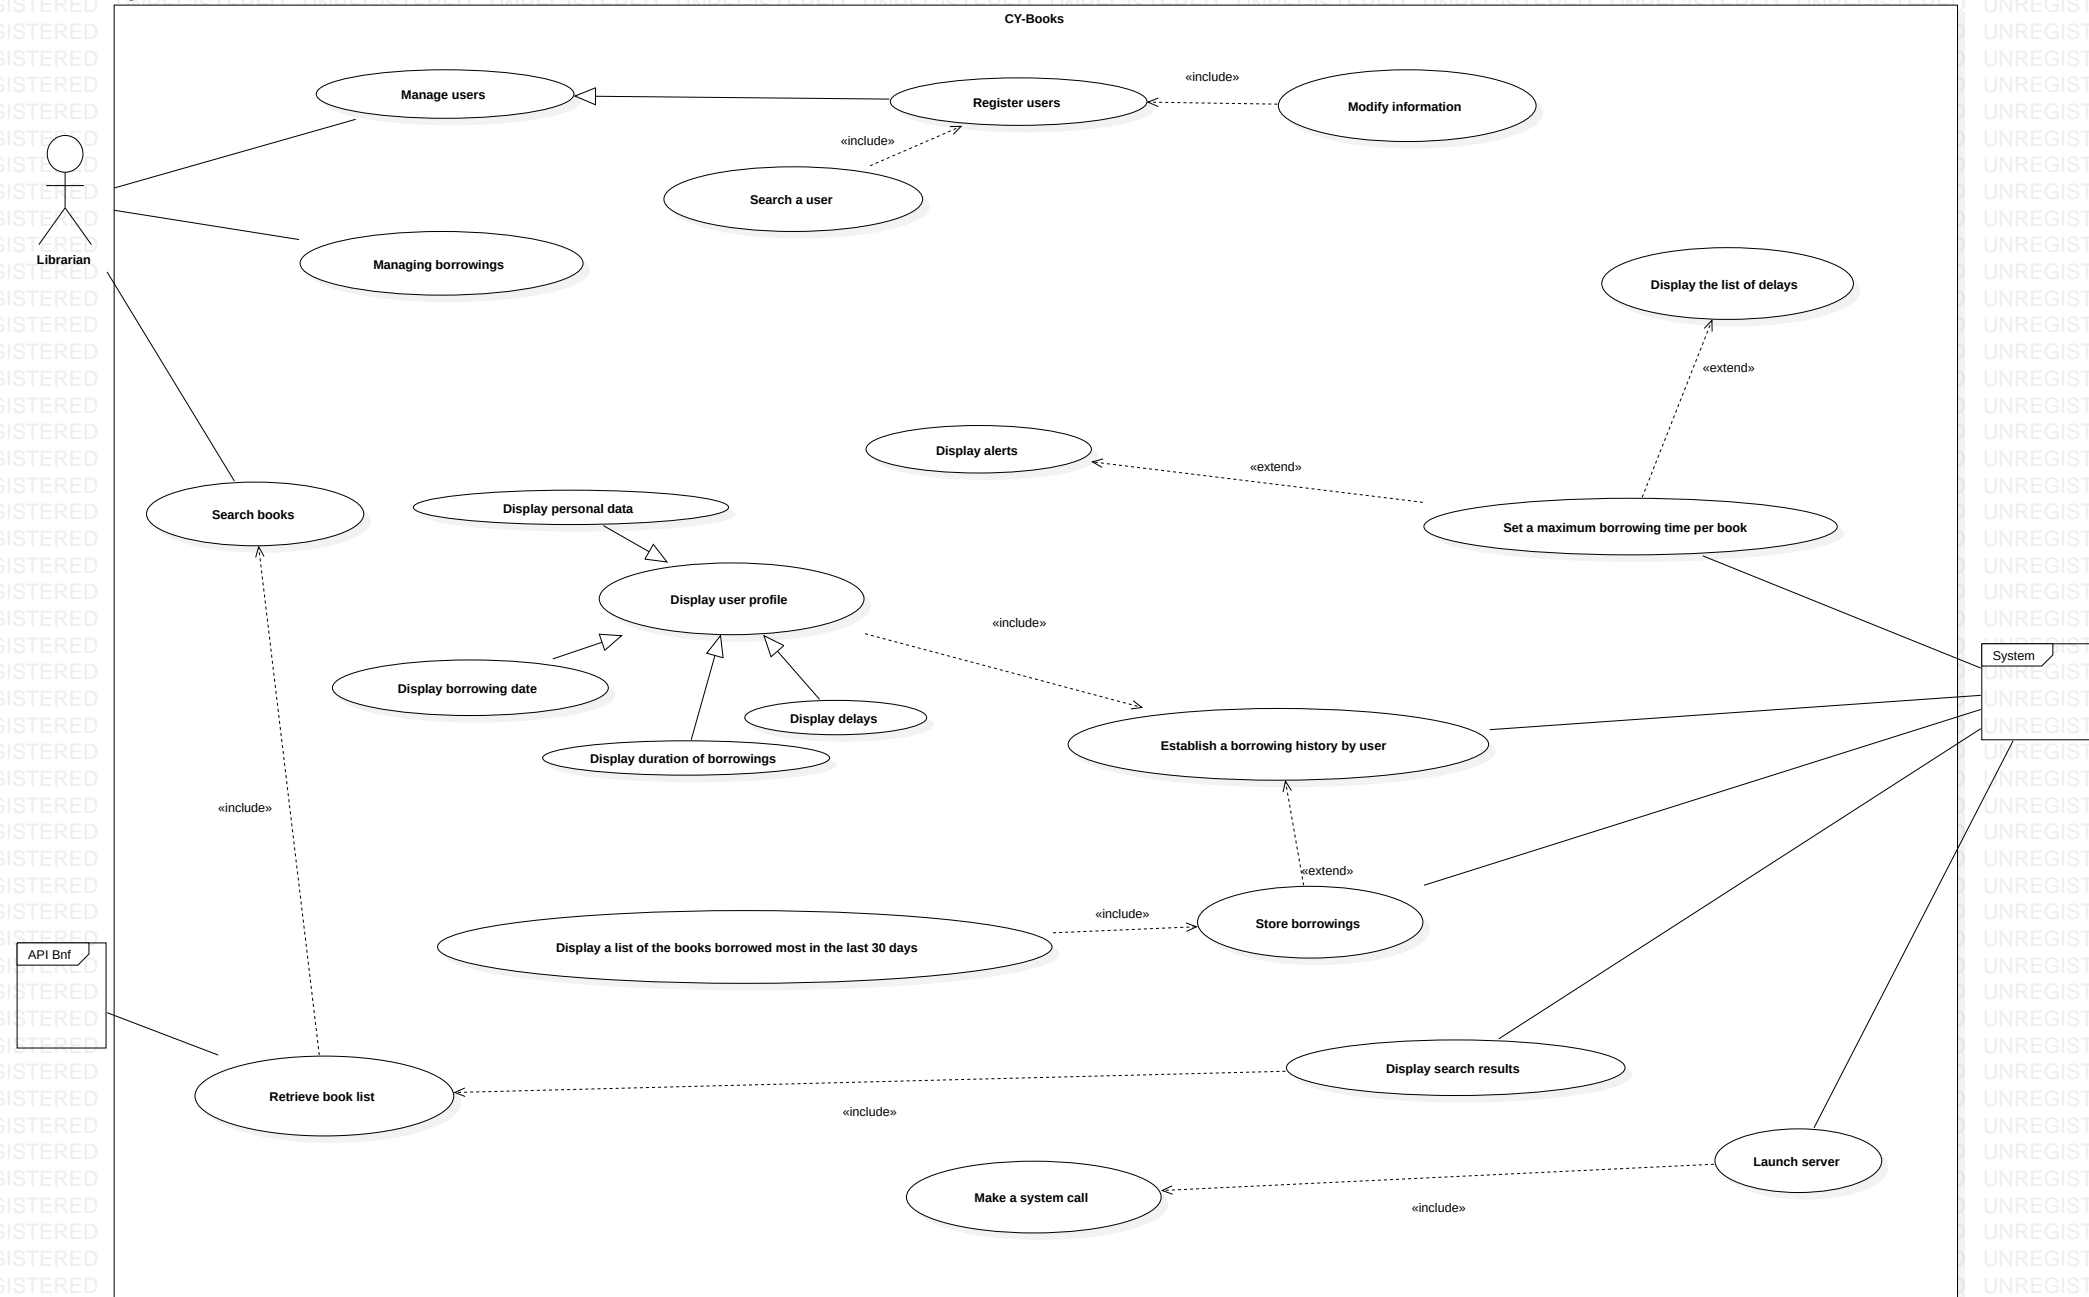 CY-Books
Manage users
Register users
«include»
Modify information
«include»
Search a user
Librarian
Managing borrowings
Display the list of delays
«extend»
Display alerts
«extend»
Search books
Display personal data
Set a maximum borrowing time per book
Display user profile
«include»
System
Display borrowing date
Display delays
Display duration of borrowings
Establish a borrowing history by user
«include»
«extend»
Display a list of the books borrowed most in the last 30 days
«include»
Store borrowings
API Bnf
Retrieve book list
Display search results
«include»
Launch server
Make a system call
«include»